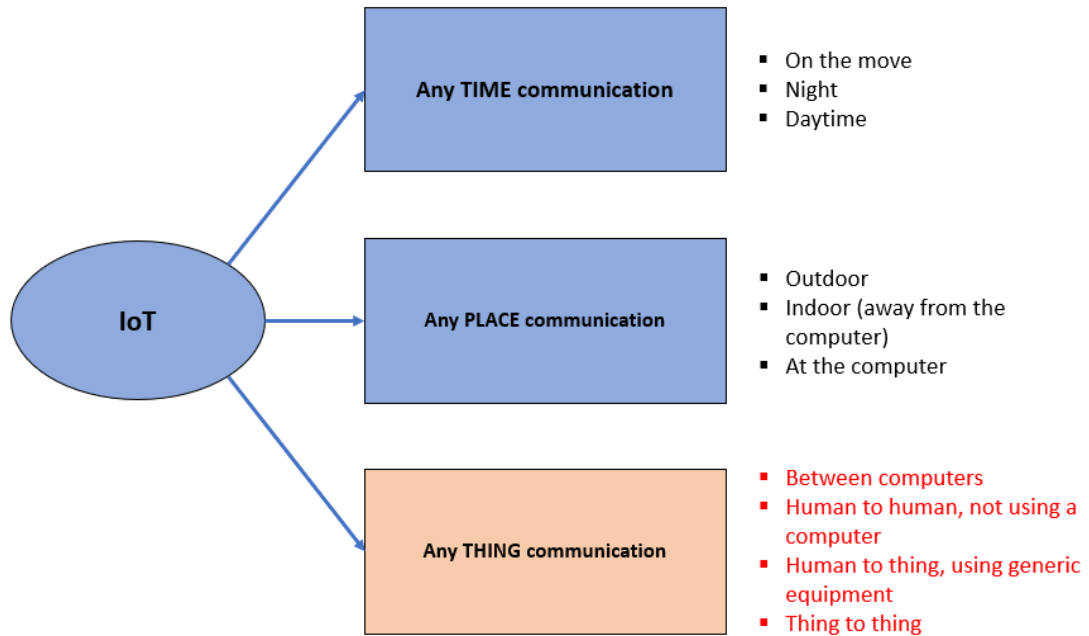 Any TIME communication
▪ On the move
▪ Night
▪ Daytime
IoT
Any PLACE communication
▪ Outdoor
▪ Indoor (away from the
computer)
▪ At the computer
Any THING communication
▪ Between computers
▪ Human to human, not using a
computer
▪ Human to thing, using generic
equipment
▪ Thing to thing